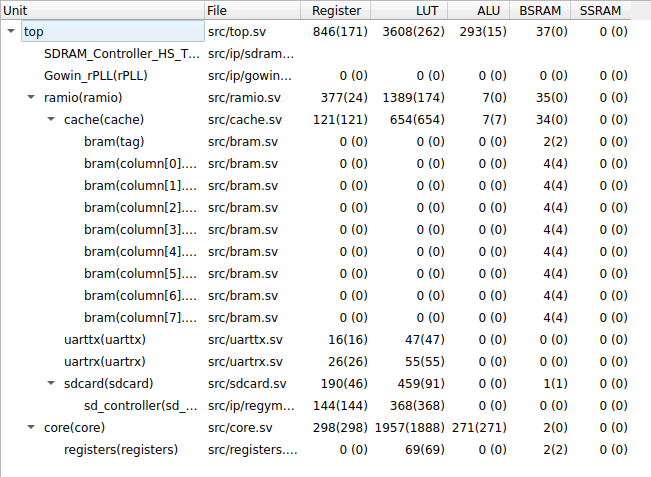 Unit File Register LUT ALU BSRAM SSRAM
top src/top.sv 846(171) 3608(262) 293(15) 37(0) 0 (0)
SDRAM_Controller_HS_T... src/ip/sdram...
Gowin_rPLL(rPLL) src/ip/gowin... 0 (0) 0 (0) 0 (0) 0 (0) 0 (0)
ramio(ramio) src/ramio.sv 377(24) 1389(174) 7(0) 35(0) 0 (0)
cache(cache) src/cache.sv 121(121) 654(654) 7(7) 34(0) 0 (0)
bram(tag) src/bram.sv 0 (0) 0 (0) 0 (0) 2(2) 0 (0)
bram(column[0].... src/bram.sv 0 (0) 0 (0) 0 (0) 4(4) 0 (0)
bram(column[1].... src/bram.sv 0 (0) 0 (0) 0 (0) 4(4) 0 (0)
bram(column[2].... src/bram.sv 0 (0) 0 (0) 0 (0) 4(4) 0 (0)
bram(column[3].... src/bram.sv 0 (0) 0 (0) 0 (0) 4(4) 0 (0)
bram(column[4].... src/bram.sv 0 (0) 0 (0) 0 (0) 4(4) 0 (0)
bram(column[5].... src/bram.sv 0 (0) 0 (0) 0 (0) 4(4) 0 (0)
bram(column[6].... src/bram.sv 0 (0) 0 (0) 0 (0) 4(4) 0 (0)
bram(column[7].... src/bram.sv 0 (0) 0 (0) 0 (0) 4(4) 0 (0)
uarttx(uarttx) src/uarttx.sv 16(16) 47(47) 0 (0) 0 (0) 0 (0)
uartrx(uartrx) src/uartrx.sv 26(26) 55(55) 0 (0) 0 (0) 0 (0)
sdcard(sdcard) src/sdcard.sv 190(46) 459(91) 0 (0) 1(1) 0 (0)
sd_controller(sd_... src/ip/regym... 144(144) 368(368) 0 (0) 0 (0) 0 (0)
core(core) src/core.sv 298(298) 1957(1888) 271(271) 2(0) 0 (0)
registers(registers) src/registers.... 0 (0) 69(69) 0 (0) 2(2) 0 (0)